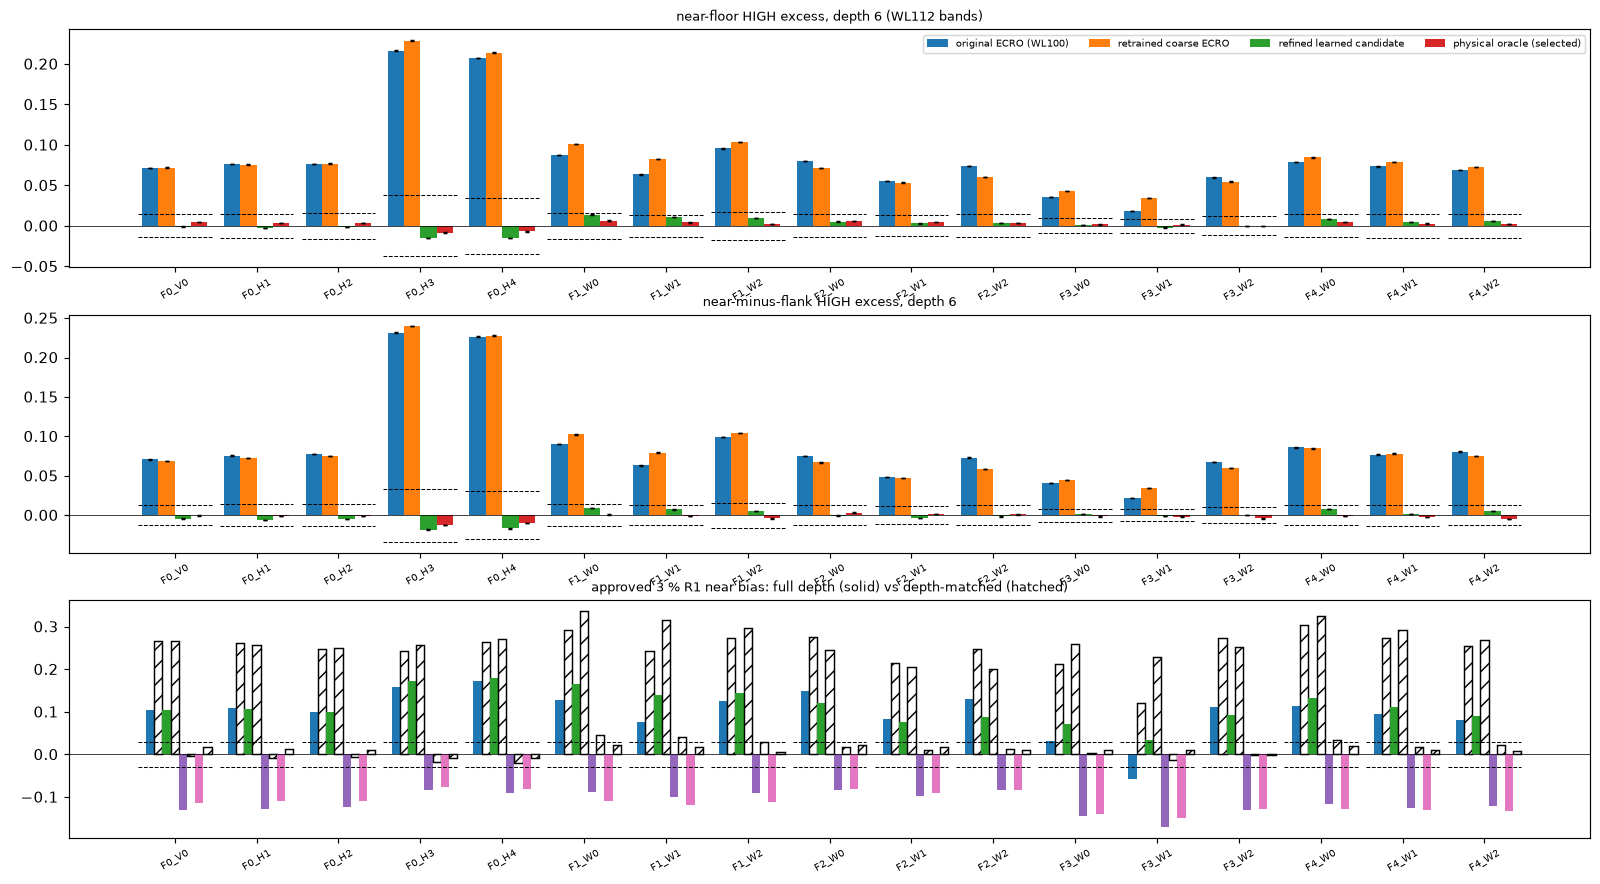 near-floor HIGH excess, depth 6 (WL112 bands)
original ECRO (WL100) retrained coarse ECRO refined learned candidate physical oracle (selected)
0.20
0.15
0.10
0.05
0.00
−0.05
F0_V0 F0_H1 F0_H2 F0_H3 F0_H4 F1_W0 F1_W1 F1_W2 F2_W0 F2_W1 F2_W2 F3_W0 F3_W1 F3_W2 F4_W0 F4_W1 F4_W2
near-minus-flank HIGH excess, depth 6
0.25
0.20
0.15
0.10
0.05
0.00
F0_V0 F0_H1 F0_H2 F0_H3 F0_H4 F1_W0 F1_W1 F1_W2 F2_W0 F2_W1 F2_W2 F3_W0 F3_W1 F3_W2 F4_W0 F4_W1 F4_W2
approved 3 % R1 near bias: full depth (solid) vs depth-matched (hatched)
0.3
0.2
0.1
0.0
−0.1
F0_V0 F0_H1 F0_H2 F0_H3 F0_H4 F1_W0 F1_W1 F1_W2 F2_W0 F2_W1 F2_W2 F3_W0 F3_W1 F3_W2 F4_W0 F4_W1 F4_W2